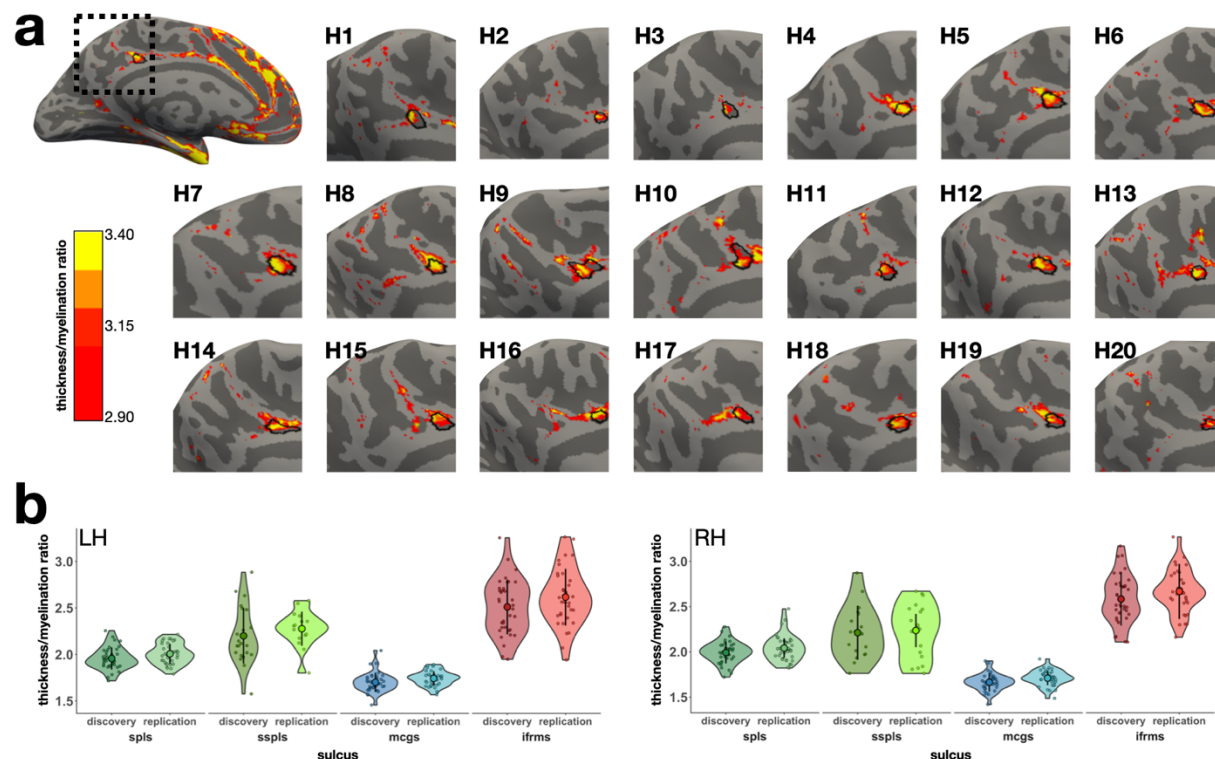 a
H1 H2 H3 H4 H5 H6
H7 H8 H9 H10 H11 H12 H13
thickness/myelination ratio
3.40
3.15
2.90
H14 H15 H16 H17 H18 H19 H20
b
LH
thickness/myelination ratio
3.0
2.5
2.0
1.5
discovery replication discovery replication discovery replication discovery replication
spls sspls mcgs ifrms
sulcus
RH
thickness/myelination ratio
3.0
2.5
2.0
1.5
discovery replication discovery replication discovery replication discovery replication
spls sspls mcgs ifrms
sulcus